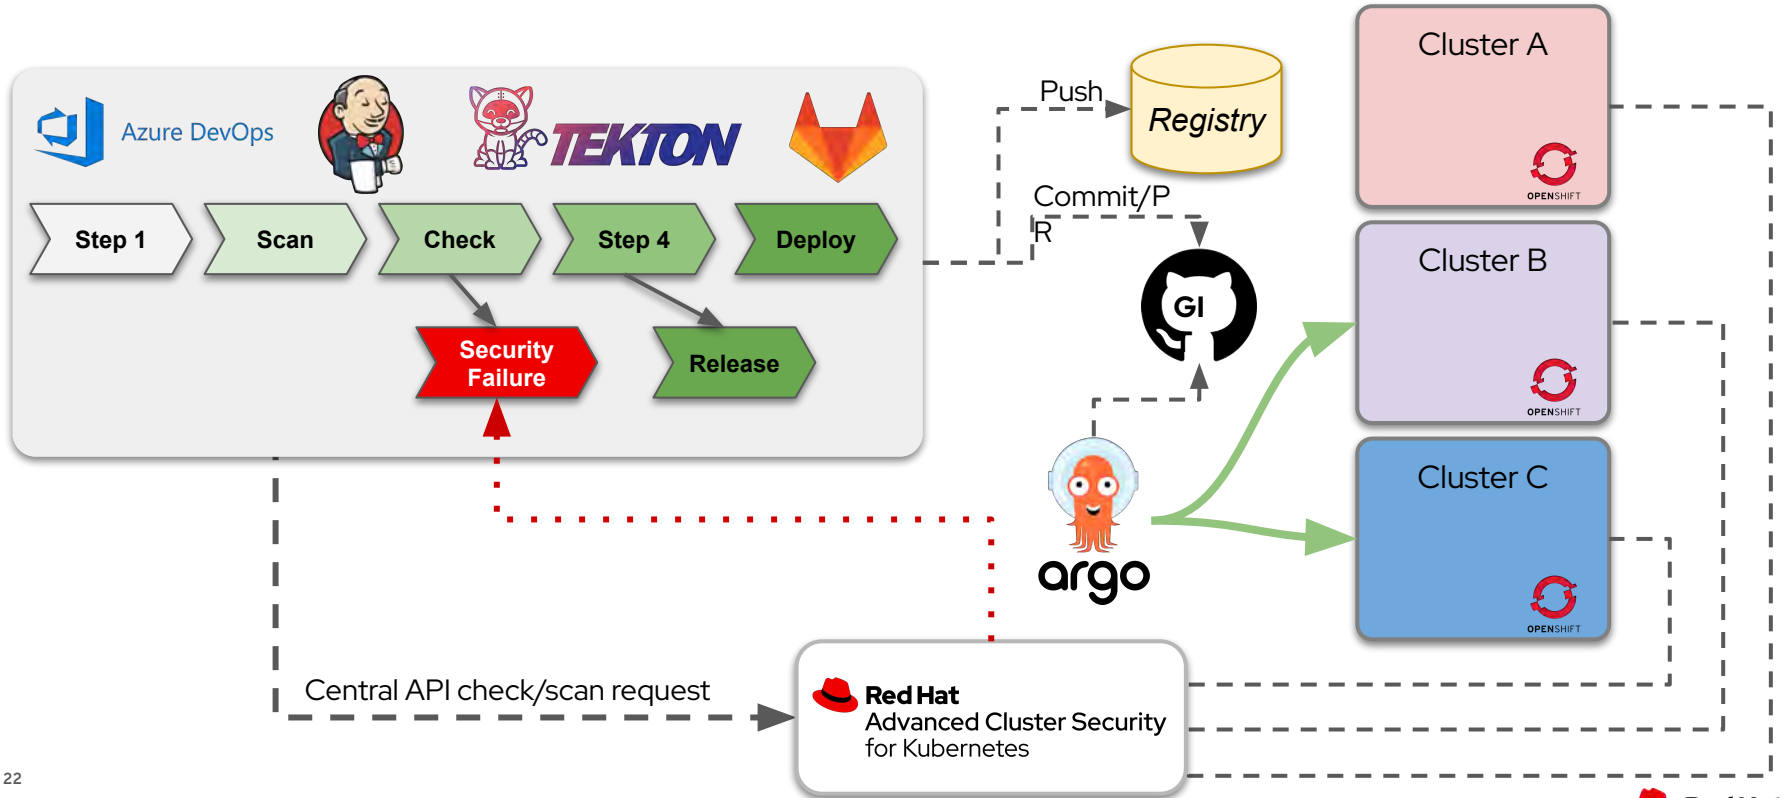 Azure DevOps
TEKTON
Step 1
Scan
Check
Step 4
Deploy
Security
Failure
Release
Push
Registry
Commit/P
R
GI
T
argo
Cluster A
OPENSHIFT
Cluster B
OPENSHIFT
Cluster C
OPENSHIFT
Central API check/scan request
Red Hat
Advanced Cluster Security
for Kubernetes
22